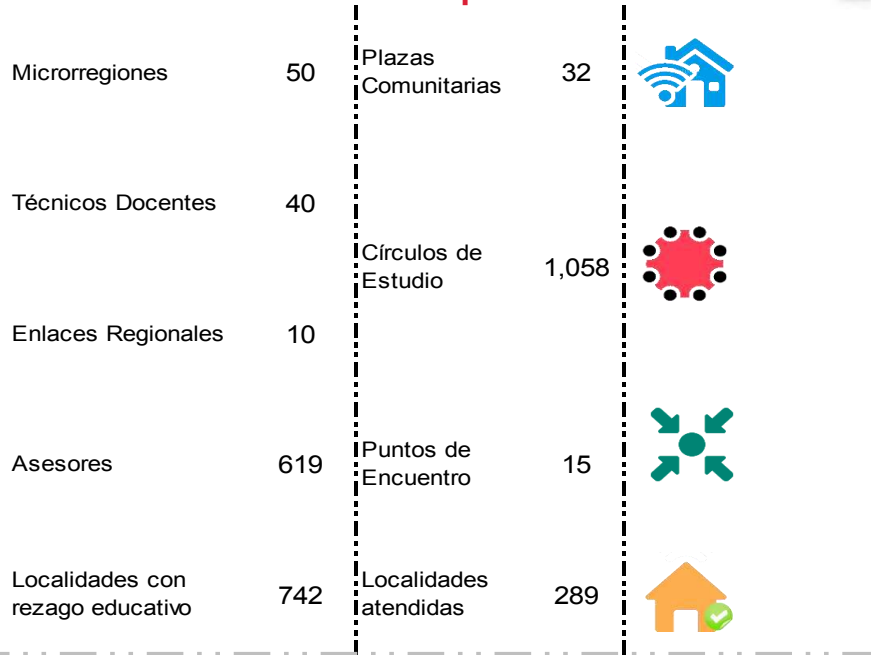 Microrregiones 50
Plazas
Comunitarias 32
Técnicos Docentes 40
Círculos de
Estudio 1,058
Enlaces Regionales 10
Asesores 619
Puntos de
Encuentro 15
Localidades con
rezago educativo 742
Localidades
atendidas 289